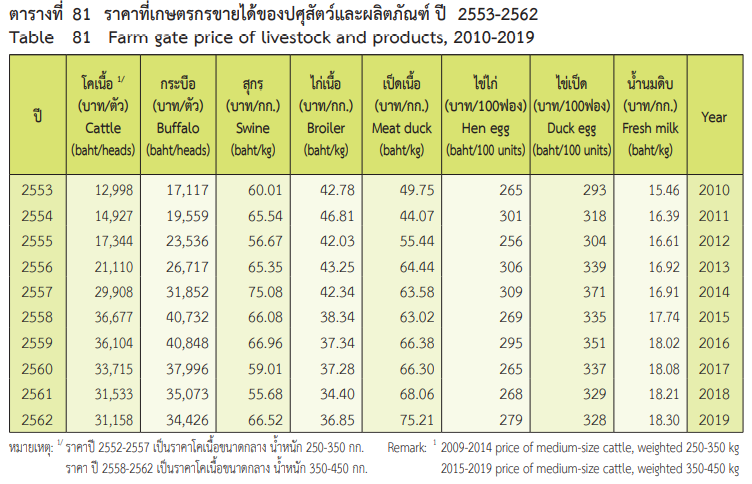 ตารางที่ 81 ราคาที่เกษตรกรขายได้ของปศุสัตว์และผลิตภัณฑ์ ปี 2553-2562
Table 81 Farm gate price of livestock and products, 2010-2019
ปี โคเนื้อ 1/ (บาท/ตัว) Cattle (baht/heads) กระบือ (บาท/ตัว) Buffalo (baht/heads) สุกร (บาท/กก.) Swine (baht/kg) ไก่เนื้อ (บาท/กก.) Broiler (baht/kg) เป็ดเนื้อ (บาท/กก.) Meat duck (baht/kg) ไข่ไก่ (บาท/100ฟอง) Hen egg (baht/100 units) ไข่เป็ด (บาท/100ฟอง) Duck egg (baht/100 units) น้ำนมดิบ (บาท/กก.) Fresh milk (baht/kg) Year
2553 12,998 17,117 60.01 42.78 49.75 265 293 15.46 2010
2554 14,927 19,559 65.54 46.81 44.07 301 318 16.39 2011
2555 17,344 23,536 56.67 42.03 55.44 256 304 16.61 2012
2556 21,110 26,717 65.35 43.25 64.44 306 339 16.92 2013
2557 29,908 31,852 75.08 42.34 63.58 309 371 16.91 2014
2558 36,677 40,732 66.08 38.34 63.02 269 335 17.74 2015
2559 36,104 40,848 66.96 37.34 66.38 295 351 18.02 2016
2560 33,715 37,996 59.01 37.28 66.30 265 337 18.08 2017
2561 31,533 35,073 55.68 34.40 68.06 268 329 18.21 2018
2562 31,158 34,426 66.52 36.85 75.21 279 328 18.30 2019
หมายเหตุ: 1/ ราคาปี 2552-2557 เป็นราคาโคเนื้อขนาดกลาง น้ำหนัก 250-350 กก. Remark: 1 2009-2014 price of medium-size cattle, weighted 250-350 kg
ราคา ปี 2558-2562 เป็นราคาโคเนื้อขนาดกลาง น้ำหนัก 350-450 กก. 2015-2019 price of medium-size cattle, weighted 350-450 kg